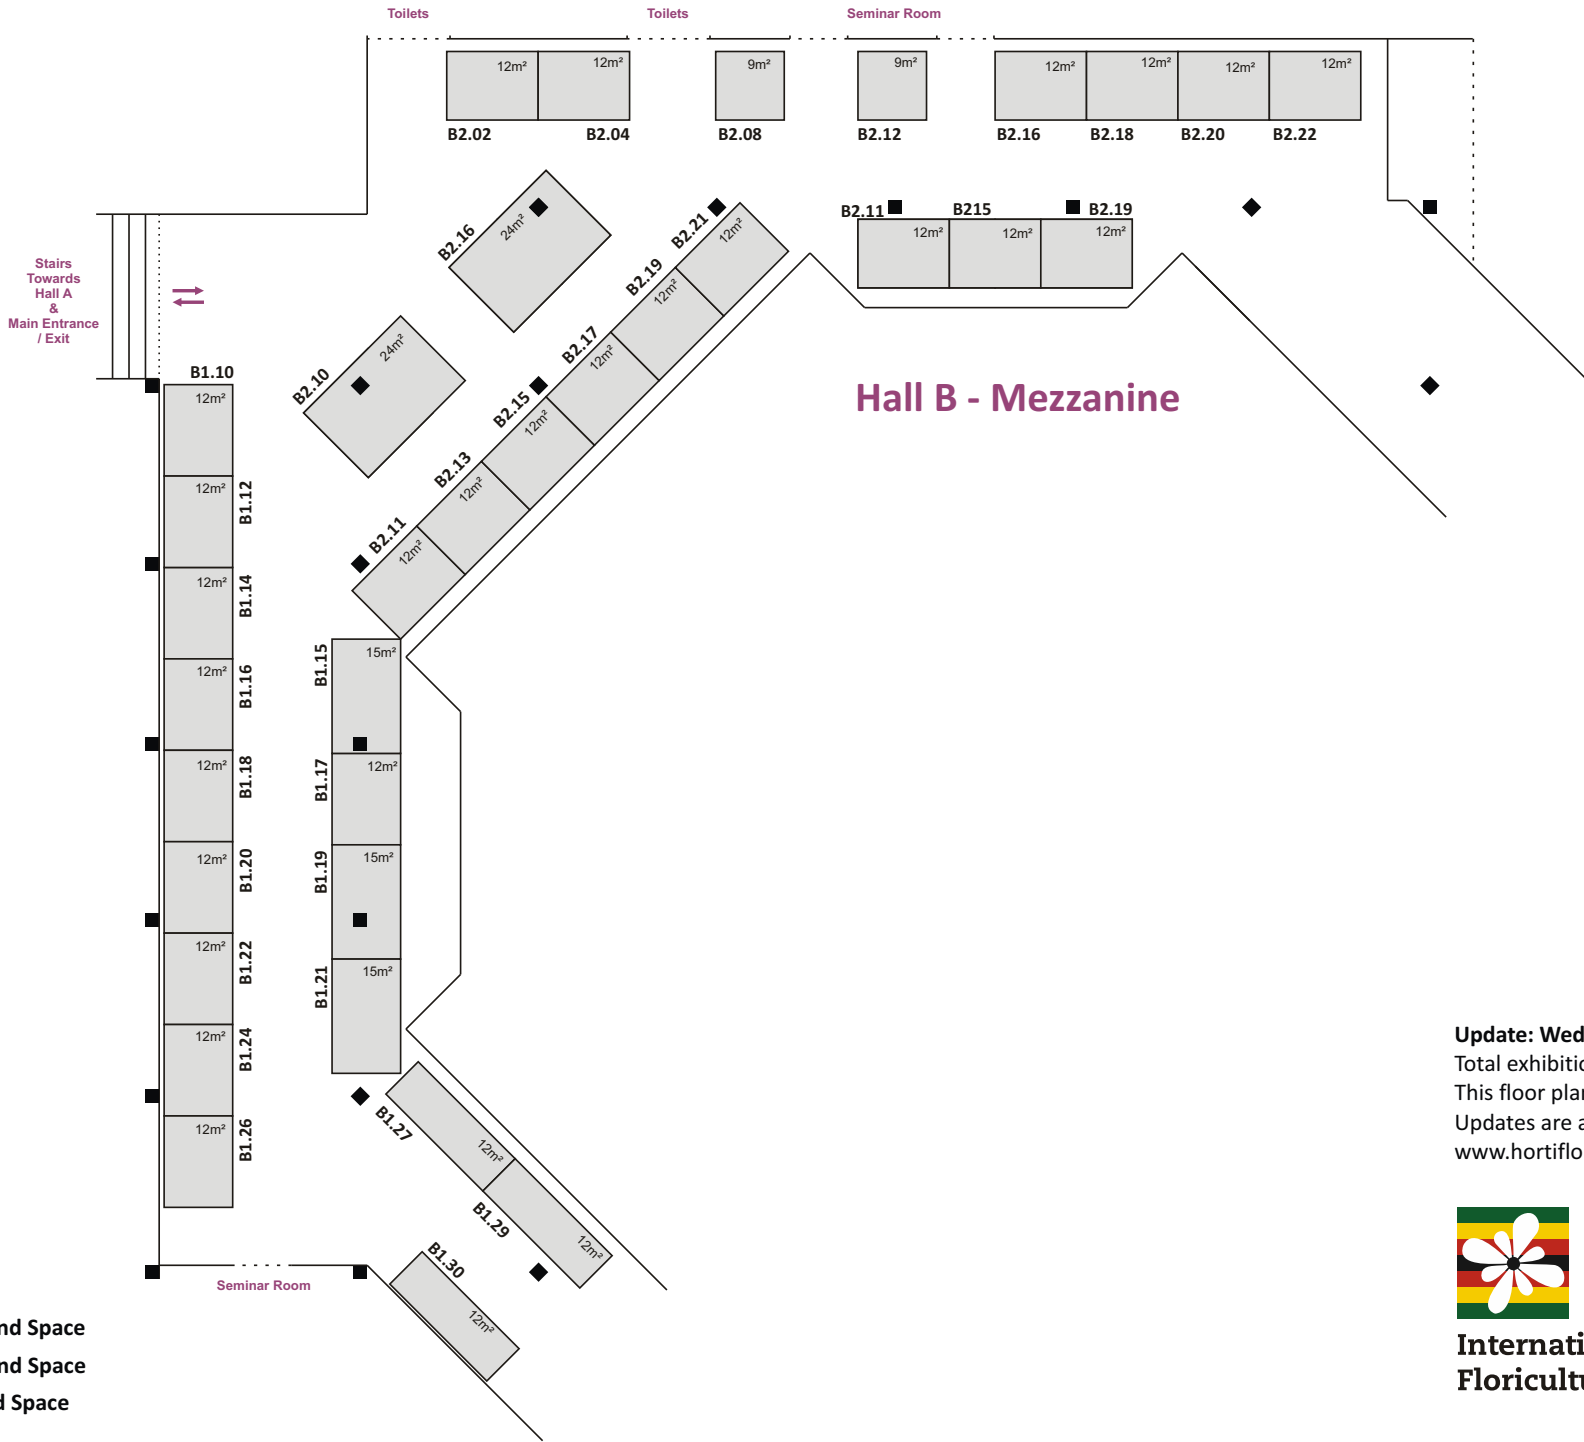 Toilets
Toilets
Seminar Room
12m²
12m²
9m²
9m²
12m²
12m²
12m²
12m²
B2.02
B2.04
B2.08
B2.12
B2.16
B2.18
B2.20
B2.22
B2.16
24m²
B2.21
12m²
B2.11
B215
B2.19
12m²
12m²
12m²
Stairs
Towards
Hall A
&
Main Entrance
/ Exit
B2.19
12m²
B2.17
12m²
B2.10
24m²
B2.15
12m²
Hall B - Mezzanine
B2.13
12m²
B2.11
12m²
B1.10
12m²
12m²
B1.12
12m²
B1.14
12m²
B1.16
12m²
B1.18
12m²
B1.20
12m²
B1.22
12m²
B1.24
12m²
B1.26
B1.15
15m²
B1.17
12m²
B1.19
15m²
B1.21
15m²
B1.27
12m²
B1.29
12m²
B1.30
12m²
Seminar Room
nd Space
nd Space
d Space
Update: Wed
Total exhibitio
This floor plan
Updates are a
www.hortiflo
Internati
Floricultu